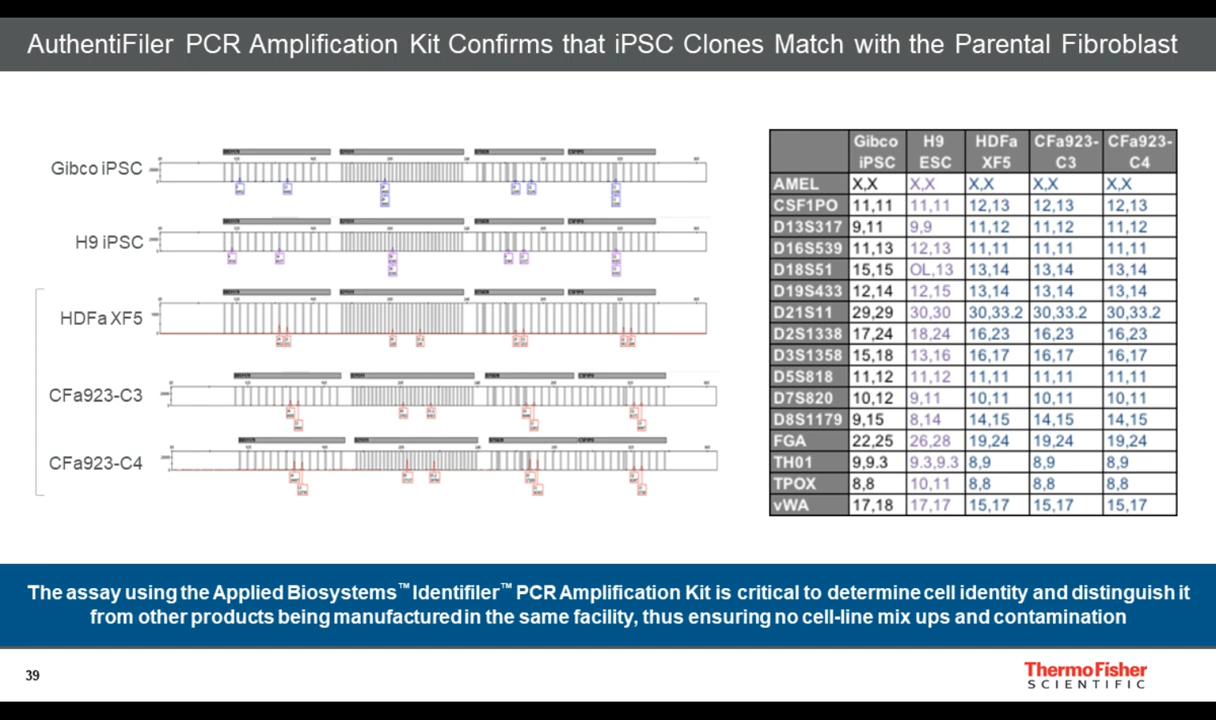 AuthentiFiler PCR Amplification Kit Confirms that iPSC Clones Match with the Parental Fibroblast
Gibco iPSC
H9 iPSC
HDFa XF5
CFa923-C3
CFa923-C4
Gibco iPSC H9 ESC HDFa XF5 CFa923-C3 CFa923-C4
AMEL X,X X,X X,X X,X X,X
CSF1PO 11,11 11,11 12,13 12,13 12,13
D13S317 9,11 9,9 11,12 11,12 11,12
D16S539 11,13 12,13 11,11 11,11 11,11
D18S51 15,15 OL,13 13,14 13,14 13,14
D19S433 12,14 12,15 13,14 13,14 13,14
D21S11 29,29 30,30 30,33.2 30,33.2 30,33.2
D2S1338 17,24 18,24 16,23 16,23 16,23
D3S1358 15,18 13,16 16,17 16,17 16,17
D5S818 11,12 11,12 11,11 11,11 11,11
D7S820 10,12 9,11 10,11 10,11 10,11
D8S1179 9,15 8,14 14,15 14,15 14,15
FGA 22,25 26,28 19,24 19,24 19,24
TH01 9,9.3 9.3,9.3 8,9 8,9 8,9
TPOX 8,8 10,11 8,8 8,8 8,8
vWA 17,18 17,17 15,17 15,17 15,17
The assay using the Applied Biosystems™ Identifiler™ PCR Amplification Kit is critical to determine cell identity and distinguish it
from other products being manufactured in the same facility, thus ensuring no cell-line mix ups and contamination
39
ThermoFisher
SCIENTIFIC